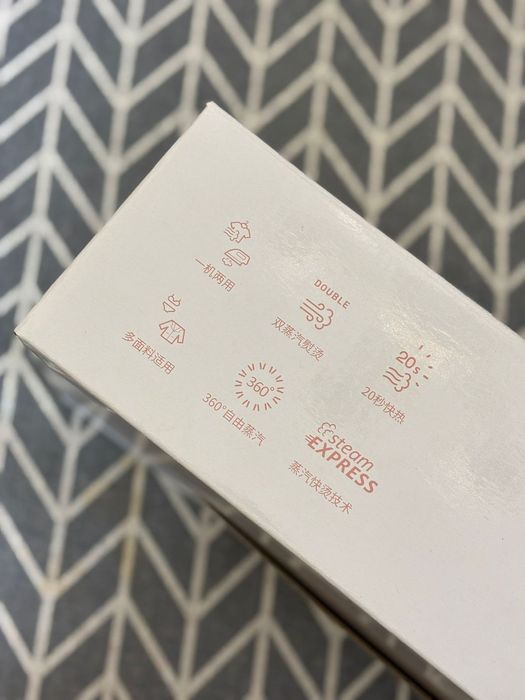 一机两用
DOUBLE
双蒸汽熨烫
20s
20秒快热
多面料适用
360°
360°自由蒸汽
steam
EXPRESS
蒸汽快烫技术